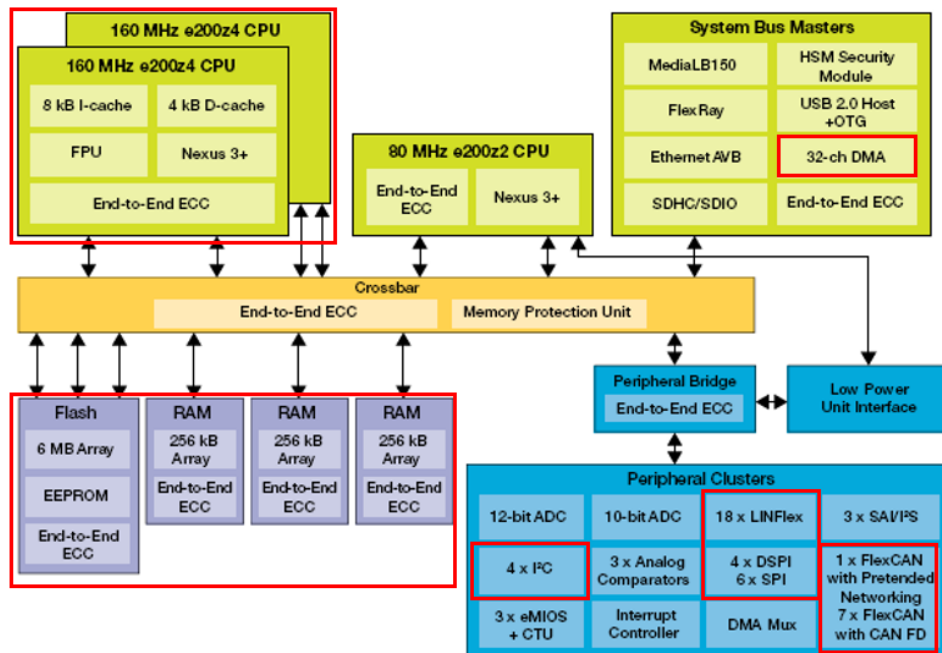 160 MHz e200z4 CPU
160 MHz e200z4 CPU
8 kB I-cache
4 kB D-cache
FPU
Nexus 3+
End-to-End ECC
80 MHz e200z2 CPU
End-to-End
ECC
Nexus 3+
System Bus Masters
MediaLB150
HSM Security
Module
FlexRay
USB 2.0 Host
+OTG
Ethernet AVB
32-ch DMA
SDHC/SDIO
End-to-End ECC
Crossbar
End-to-End ECC
Memory Protection Unit
Flash
6 MB Array
EEPROM
End-to-End
ECC
RAM
256 kB
Array
End-to-End
ECC
RAM
256 kB
Array
End-to-End
ECC
RAM
256 kB
Array
End-to-End
ECC
Peripheral Bridge
End-to-End ECC
Low Power
Unit Interface
Peripheral Clusters
12-bit ADC
10-bit ADC
18 x LINFlex
3 x SAI/I²S
4 x I²C
3 x Analog
Comparators
4 x DSPI
6 x SPI
1 x FlexCAN
with Pretended
Networking
7 x FlexCAN
with CAN FD
3 x eMIOS
+ CTU
Interrupt
Controller
DMA Mux